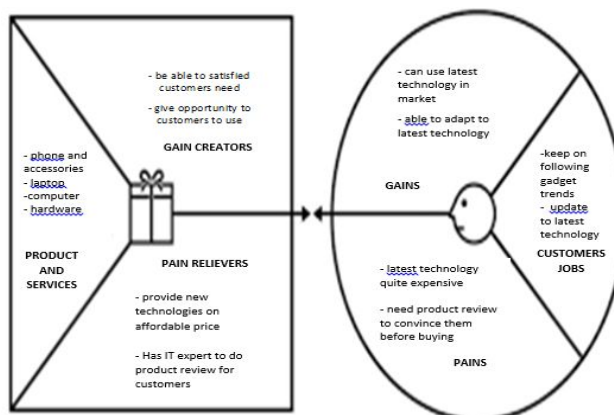 - be able to satisfied
customers need
- give opportunity to
customers to use
GAIN CREATORS
- phone and
accessories
- laptop
-computer
- hardware
PRODUCT
AND
SERVICES
PAIN RELIEVERS
- provide new
technologies on
affordable price
- Has IT expert to do
product review for
customers
- can use latest
technology in
market
- able to adapt to
latest technology
GAINS
-keep on
following
gadget
trends
- update
to latest
technology
CUSTOMERS
JOBS
- latest technology
quite expensive
- need product review
to convince them
before buying
PAINS